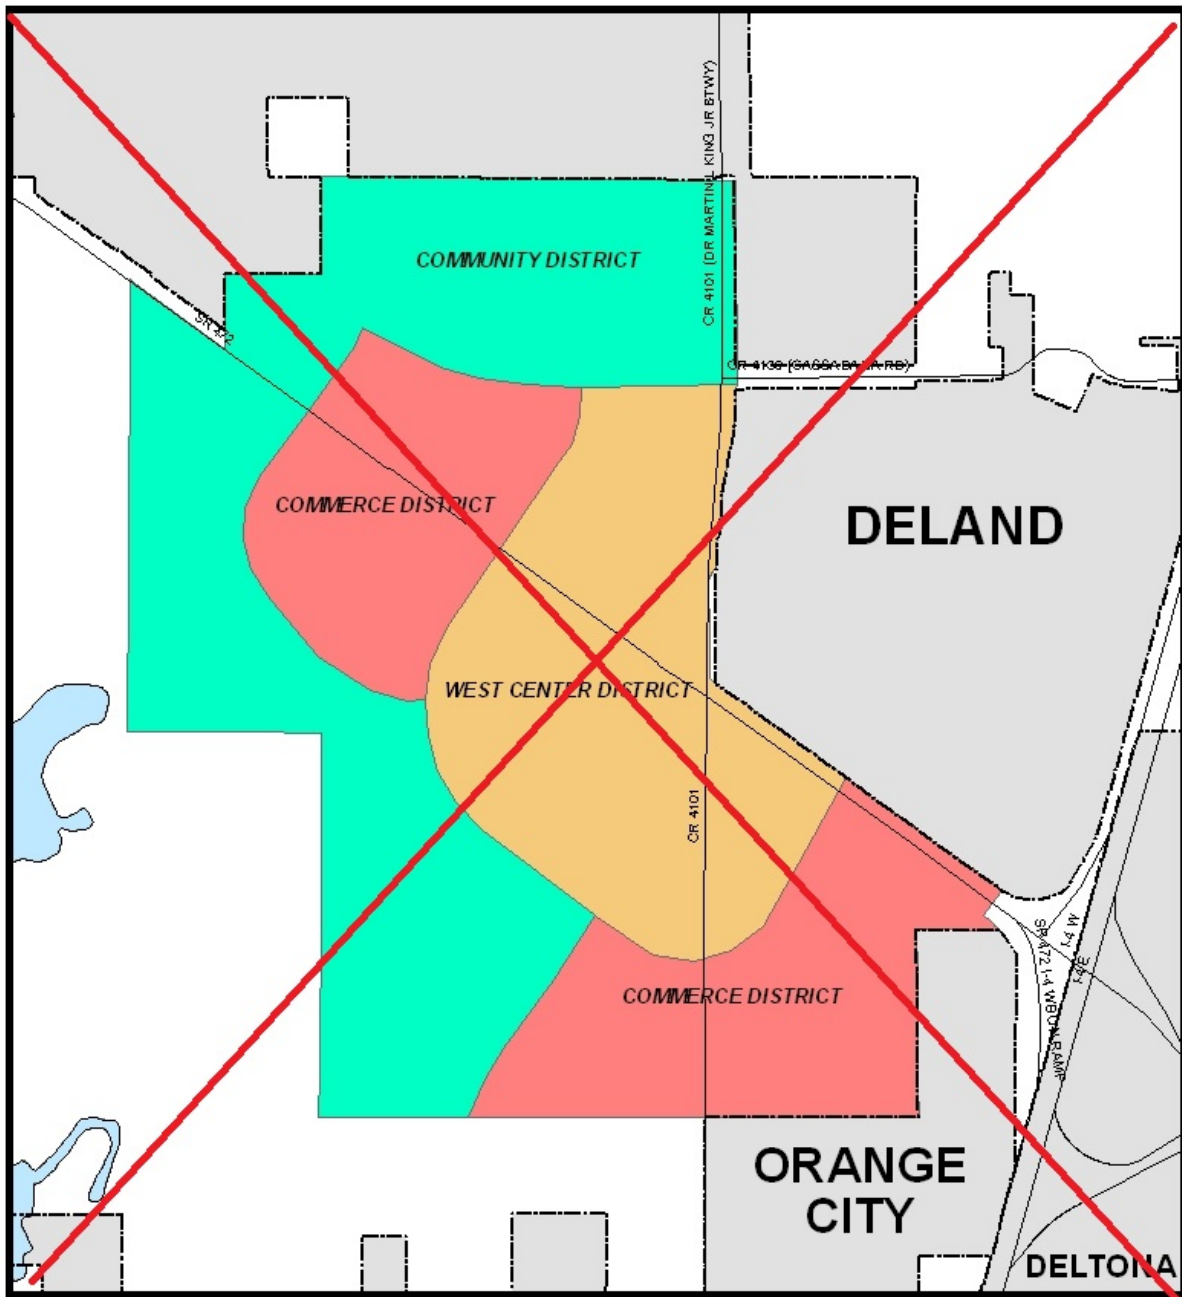 CR 4101 (DR MARTIN L KING JR BTWY)
COMMUNITY DISTRICT
SR 472
COMMERCE DISTRICT
DELAND
WEST CENTER DISTRICT
CR 4101
COMMERCE DISTRICT
I-4 W
I-4 E
ORANGE
CITY
DELTONA